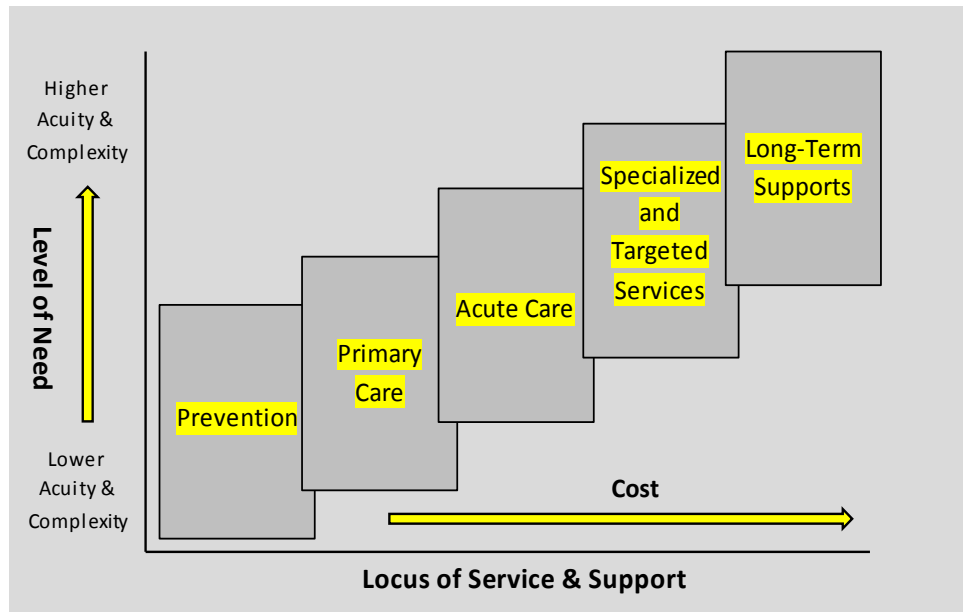 Higher
Acuity &
Complexity
Level of Need
Lower
Acuity &
Complexity
Prevention
Primary
Care
Acute Care
Specialized
and
Targeted
Services
Long-Term
Supports
Cost
Locus of Service & Support